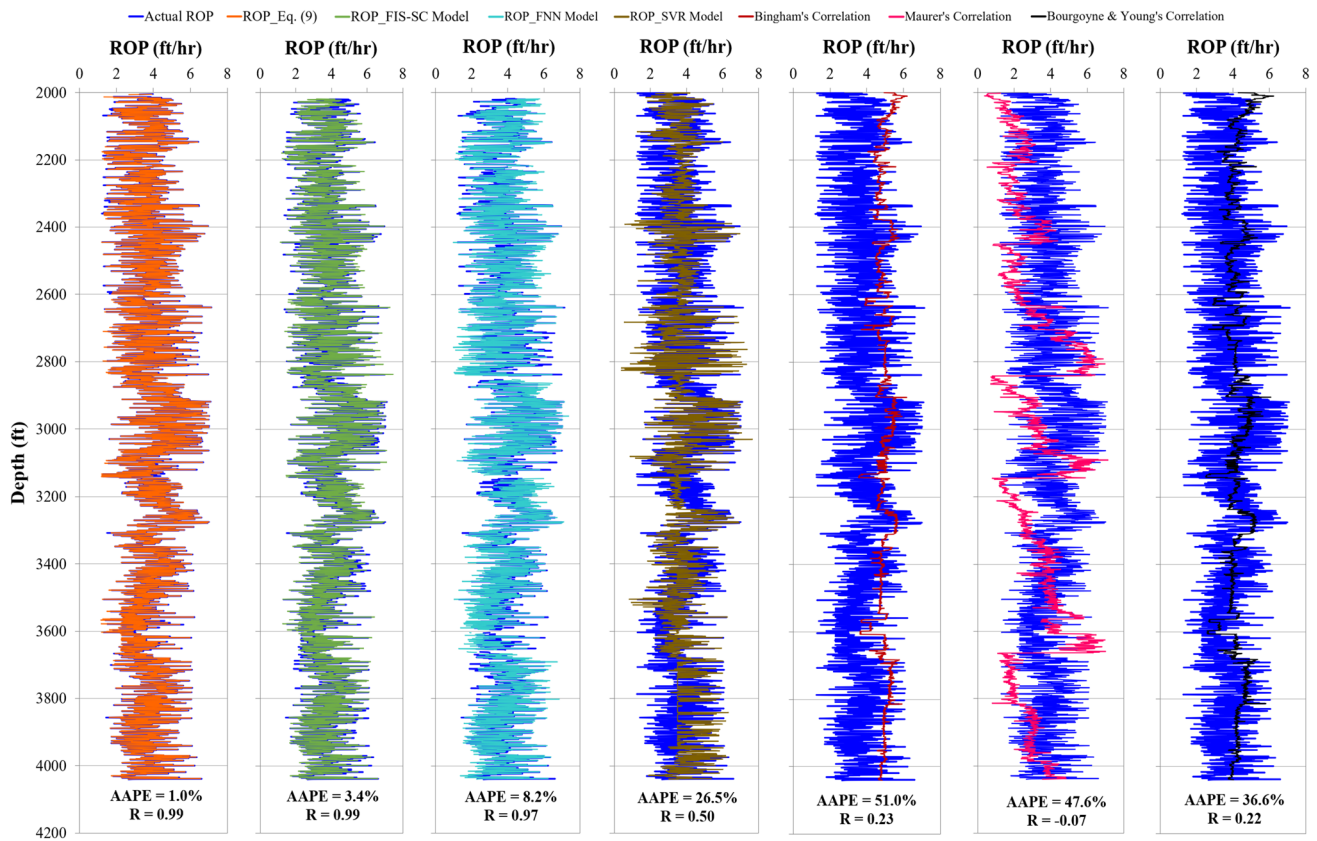 Actual ROP ROP_Eq. (9) ROP_FIS-SC Model ROP_FNN Model ROP_SVR Model Bingham's Correlation Maurer's Correlation Bourgoyne & Young's Correlation
ROP (ft/hr) ROP (ft/hr) ROP (ft/hr) ROP (ft/hr) ROP (ft/hr) ROP (ft/hr) ROP (ft/hr)
0 2 4 6 8 0 2 4 6 8 0 2 4 6 8 0 2 4 6 8 0 2 4 6 8 0 2 4 6 8 0 2 4 6 8
2000
2200
2400
2600
2800
3000
Depth (ft)
3200
3400
3600
3800
4000
AAPE = 1.0% AAPE = 3.4% AAPE = 8.2% AAPE = 26.5% AAPE = 51.0% AAPE = 47.6% AAPE = 36.6%
R = 0.99 R = 0.99 R = 0.97 R = 0.50 R = 0.23 R = -0.07 R = 0.22
4200